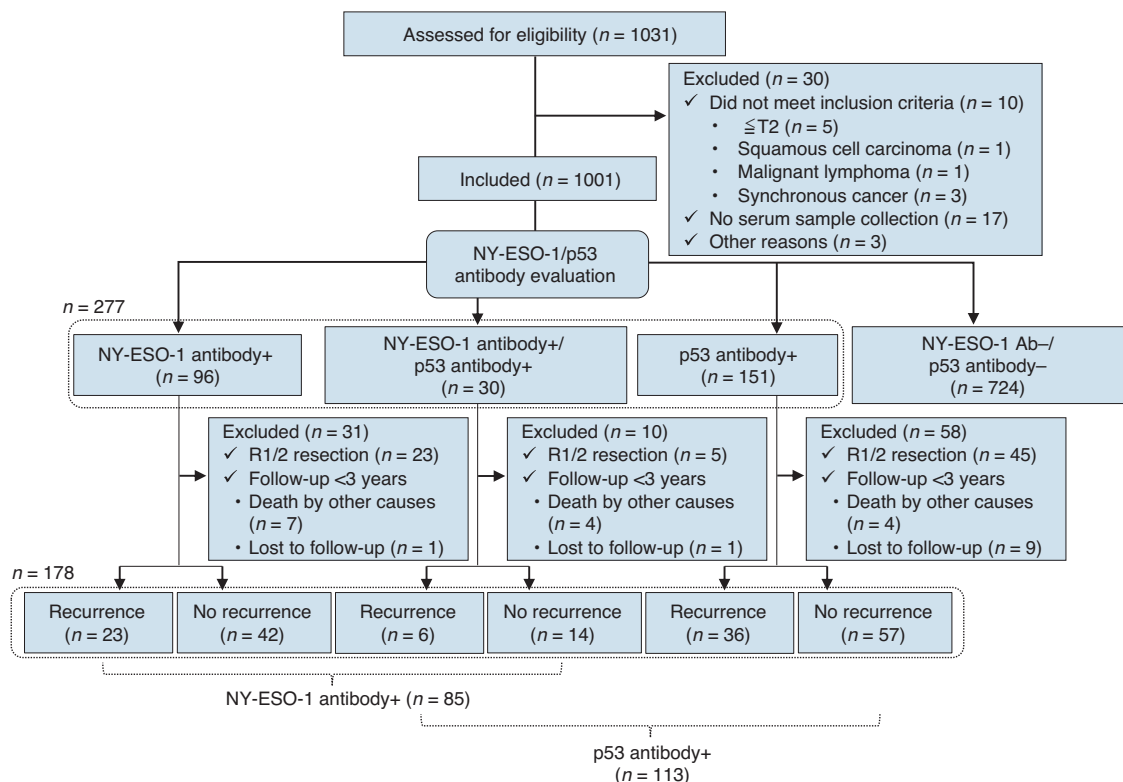 Assessed for eligibility (n = 1031)
Excluded (n = 30)
✓ Did not meet inclusion criteria (n = 10)
• ≦T2 (n = 5)
• Squamous cell carcinoma (n = 1)
• Malignant lymphoma (n = 1)
• Synchronous cancer (n = 3)
✓ No serum sample collection (n = 17)
✓ Other reasons (n = 3)
Included (n = 1001)
NY-ESO-1/p53
antibody evaluation
n = 277
NY-ESO-1 antibody+
(n = 96)
NY-ESO-1 antibody+/
p53 antibody+
(n = 30)
p53 antibody+
(n = 151)
NY-ESO-1 Ab–/
p53 antibody–
n = 724)
Excluded (n = 31)
✓ R1/2 resection (n = 23)
✓ Follow-up <3 years
• Death by other causes
(n = 7)
• Lost to follow-up (n = 1)
Excluded (n = 10)
✓ R1/2 resection (n = 5)
✓ Follow-up <3 years
• Death by other causes
(n = 4)
• Lost to follow-up (n = 1)
Excluded (n = 58)
✓ R1/2 resection (n = 45)
✓ Follow-up <3 years
• Death by other causes
(n = 4)
• Lost to follow-up (n = 9)
n = 178
Recurrence
(n = 23)
No recurrence
(n = 42)
Recurrence
(n = 6)
No recurrence
(n = 14)
Recurrence
(n = 36)
No recurrence
(n = 57)
NY-ESO-1 antibody+ (n = 85)
p53 antibody+
(n = 113)